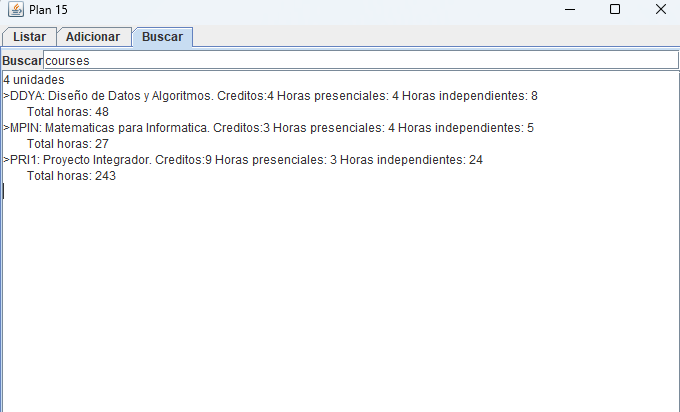 Plan 15
Listar Adicionar Buscar
Buscar courses
4 unidades
>DDYA: Diseño de Datos y Algoritmos. Creditos:4 Horas presenciales: 4 Horas independientes: 8
Total horas: 48
>MPIN: Matematicas para Informatica. Creditos:3 Horas presenciales: 4 Horas independientes: 5
Total horas: 27
>PRI1: Proyecto Integrador. Creditos:9 Horas presenciales: 3 Horas independientes: 24
Total horas: 243